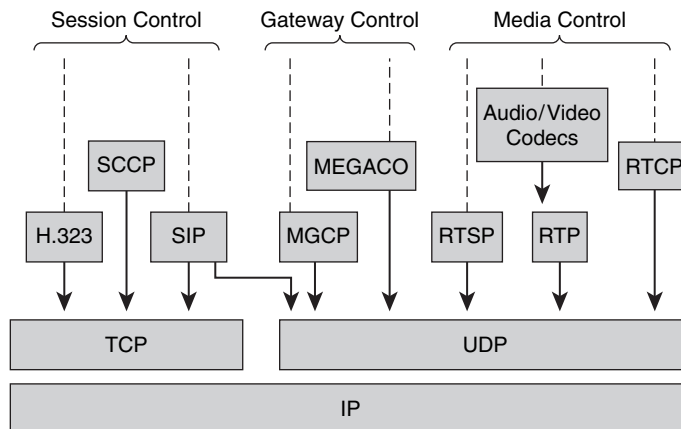 Session Control
Gateway Control
Media Control
Audio/Video
Codecs
SCCP
MEGACO
RTCP
H.323
SIP
MGCP
RTSP
RTP
TCP
UDP
IP